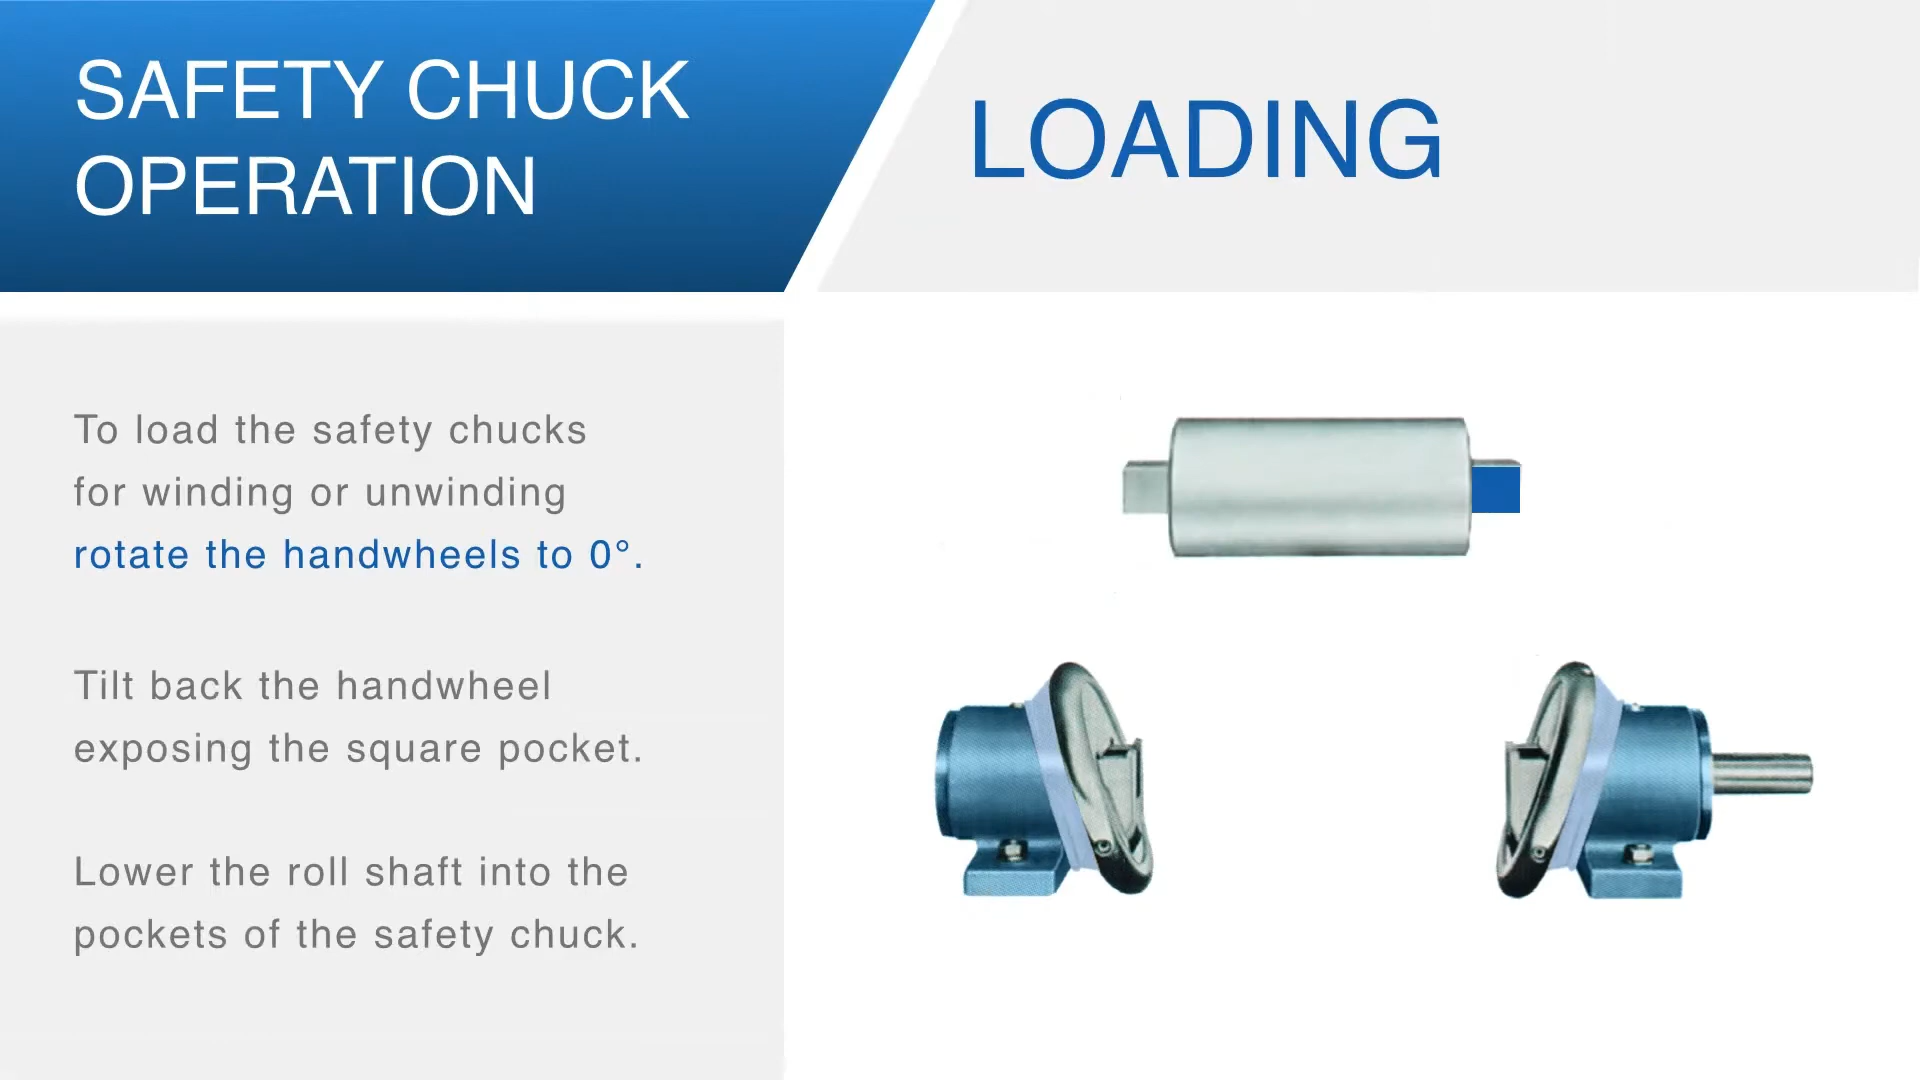 SAFETY CHUCK
OPERATION
LOADING
To load the safety chucks
for winding or unwinding
rotate the handwheels to 0°.
Tilt back the handwheel
exposing the square pocket.
Lower the roll shaft into the
pockets of the safety chuck.